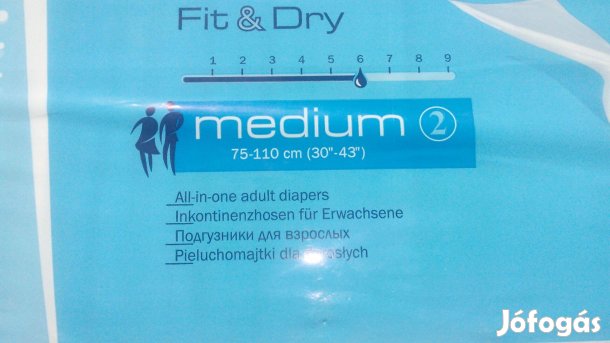 Fit & Dry
1 2 3 4 5 6 7 8 9
medium 2
75-110 cm (30"-43")
All-in-one adult diapers
Inkontinenzhosen für Erwachsene
Подгузники для взрослых
Pieluchomajtki dla dorosłych
Jófogás